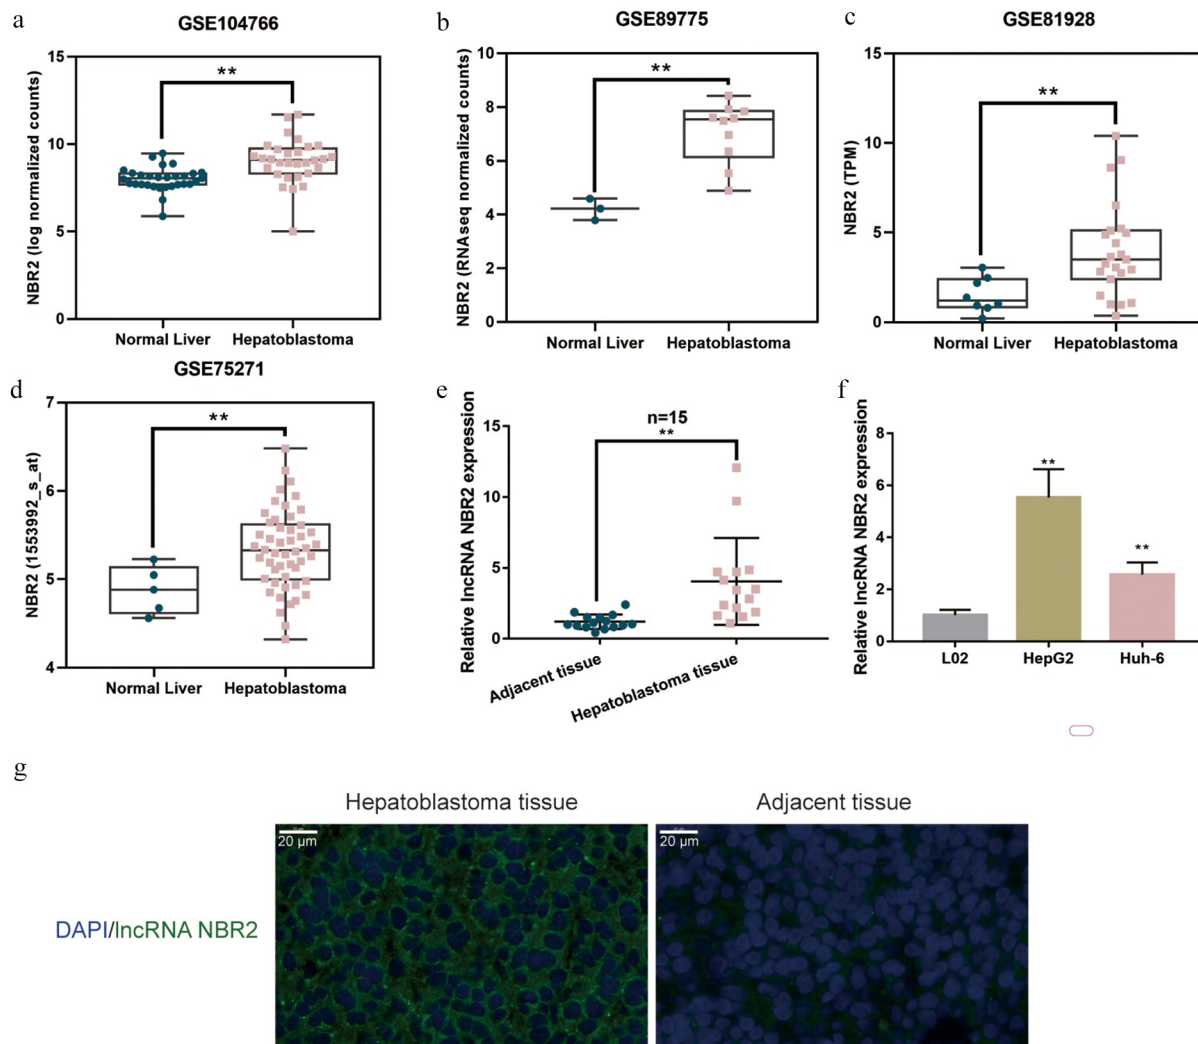 a
GSE104766
NBR2 (log normalized counts)
15
10
5
0
**
Normal Liver
Hepatoblastoma
b
GSE89775
NBR2 (RNAseq normalized counts)
10
8
6
4
2
0
**
Normal Liver
Hepatoblastoma
c
GSE81928
NBR2 (TPM)
15
10
5
0
**
Normal Liver
Hepatoblastoma
d
GSE75271
NBR2 (1553992_s_at)
7
6
5
4
**
Normal Liver
Hepatoblastoma
e
Relative lncRNA NBR2 expression
15
10
5
0
n=15
**
Adjacent tissue
Hepatoblastoma tissue
f
Relative lncRNA NBR2 expression
8
6
4
2
0
**
**
L02
HepG2
Huh-6
g
Hepatoblastoma tissue
Adjacent tissue
20 μm
20 μm
DAPI/lncRNA NBR2